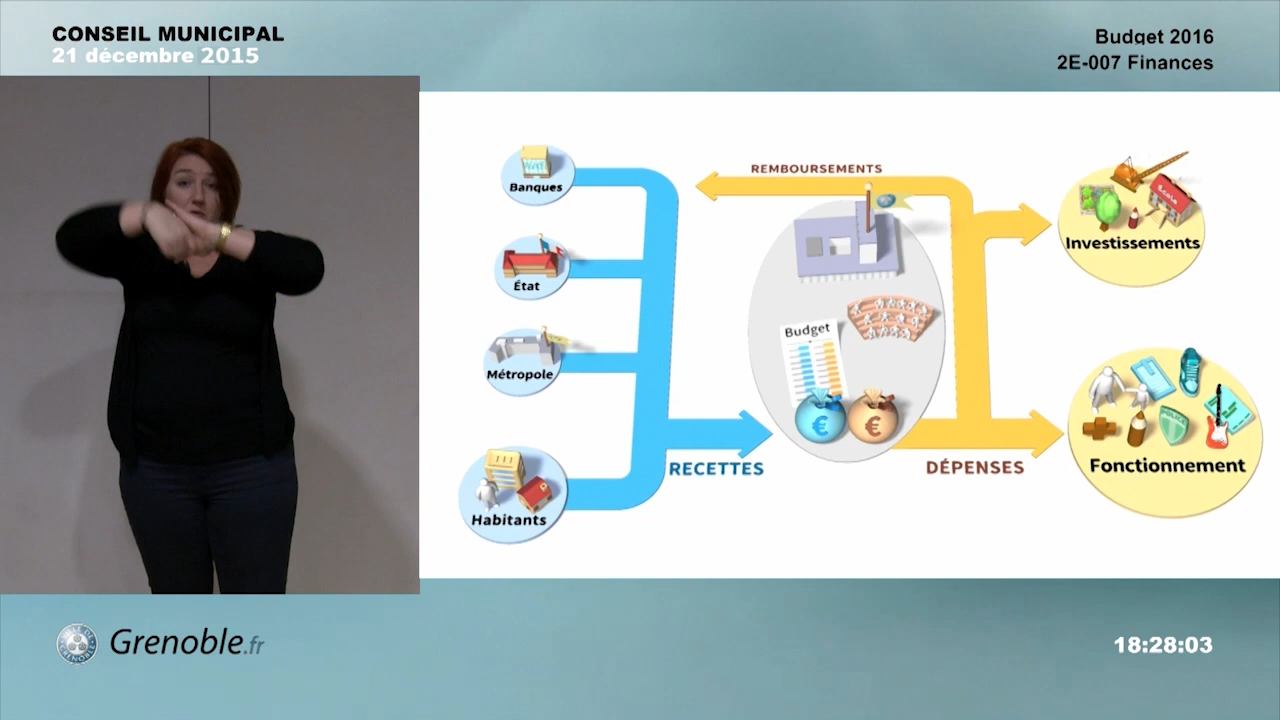 CONSEIL MUNICIPAL
21 décembre 2015
Budget 2016
2E-007 Finances
REMBOURSEMENTS
Banques
École
Investissements
État
Budget
Métropole
€ €
RECETTES
DÉPENSES
Fonctionnement
Habitants
Grenoble.fr
18:28:03